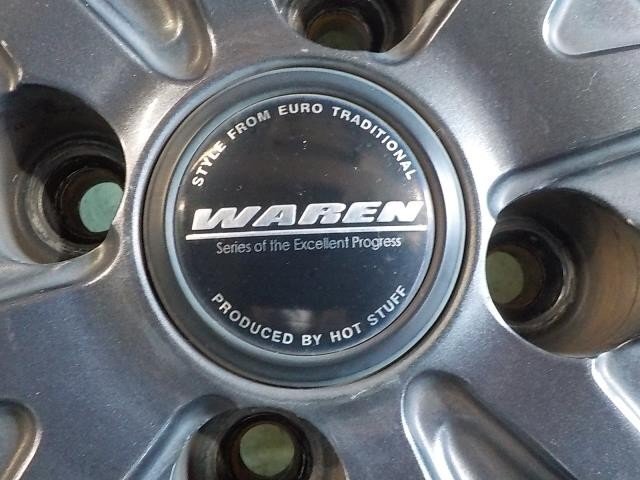 STYLE FROM EURO TRADITIONAL
WAREN
Series of the Excellent Progress
PRODUCED BY HOT STUFF